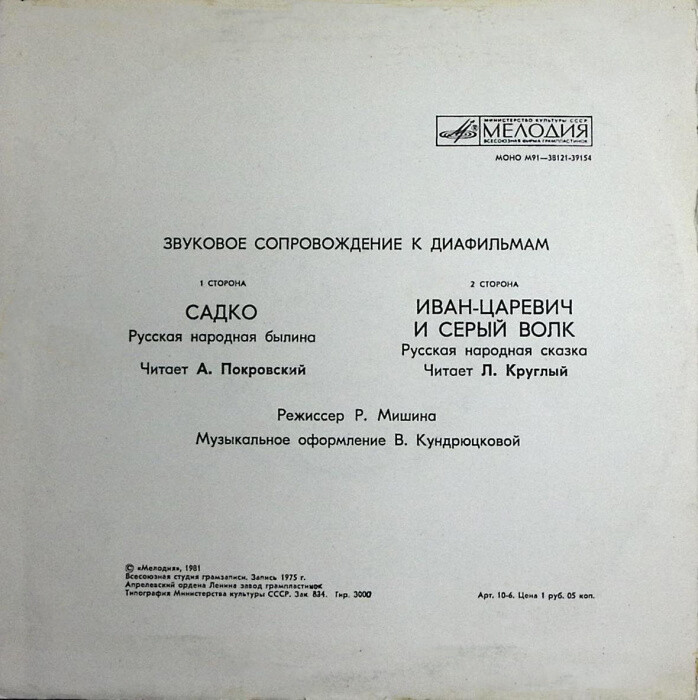 МИНИСТЕРСТВО КУЛЬТУРЫ СССР
МЕЛОДИЯ
ВСЕСОЮЗНАЯ ФИРМА ГРАМПЛАСТИНОК
МОНО М91—38121-39154
ЗВУКОВОЕ СОПРОВОЖДЕНИЕ К ДИАФИЛЬМАМ
1 СТОРОНА
САДКО
Русская народная былина
Читает А. Покровский
2 СТОРОНА
ИВАН-ЦАРЕВИЧ
И СЕРЫЙ ВОЛК
Русская народная сказка
Читает Л. Круглый
Режиссер Р. Мишина
Музыкальное оформление В. Кундрюцковой
© «Мелодия», 1981
Всесоюзная студия грамзаписи. Запись 1975 г.
Апрелевский ордена Ленина завод грампластинок
Типография Министерства культуры СССР. Зак 834. Тир. 3000
Арт. 10-6. Цена 1 руб. 05 коп.